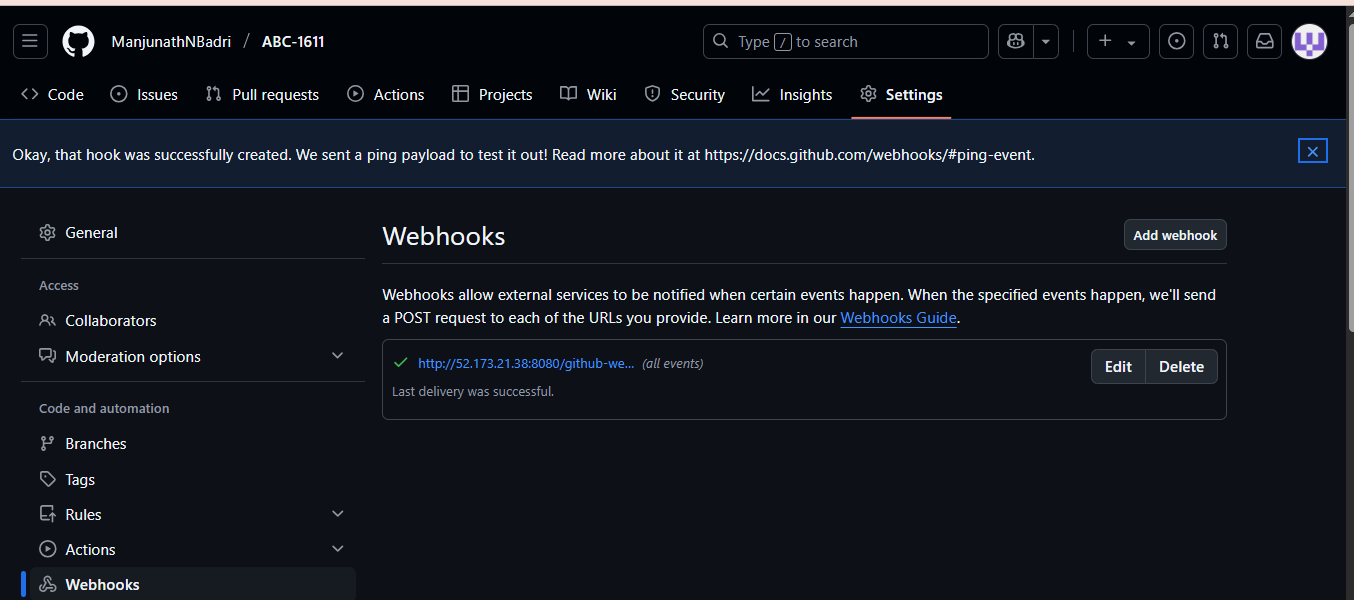 ManjunathNBadri / ABC-1611
Type / to search
Code
Issues
Pull requests
Actions
Projects
Wiki
Security
Insights
Settings
Okay, that hook was successfully created. We sent a ping payload to test it out! Read more about it at https://docs.github.com/webhooks/#ping-event.
General
Access
Collaborators
Moderation options
Code and automation
Branches
Tags
Rules
Actions
Webhooks
Webhooks
Add webhook
Webhooks allow external services to be notified when certain events happen. When the specified events happen, we'll send
a POST request to each of the URLs you provide. Learn more in our Webhooks Guide.
http://52.173.21.38:8080/github-we... (all events)
Edit
Delete
Last delivery was successful.